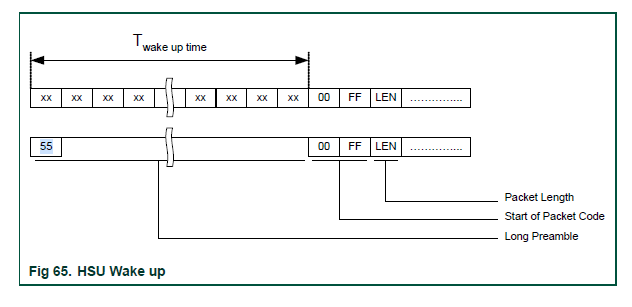 T wake up time
xx xx xx xx xx xx xx xx 00 FF LEN ...............
55 00 FF LEN ...............
Packet Length
Start of Packet Code
Long Preamble
Fig 65. HSU Wake up